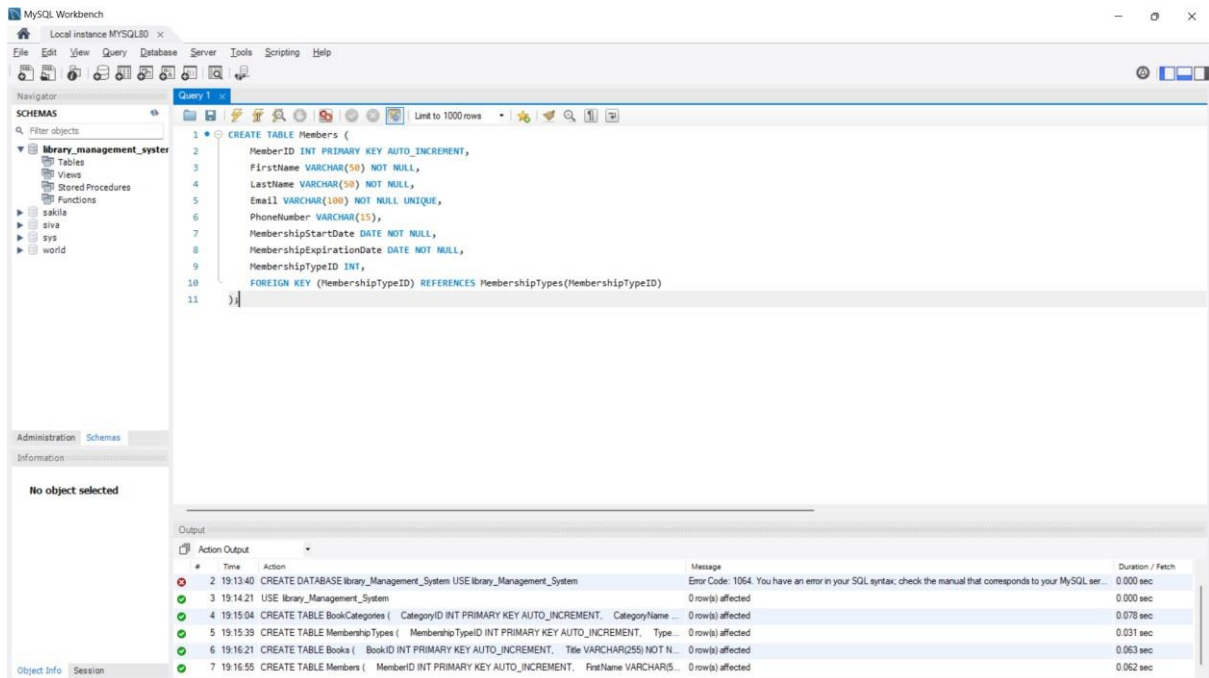 MySQL Workbench
Local instance MYSQL80 ×
File Edit View Query Database Server Tools Scripting Help
Navigator
Query 1 ×
SCHEMAS
Filter objects
library_management_syster
Tables
Views
Stored Procedures
Functions
sakila
siva
sys
world
Limit to 1000 rows
1 CREATE TABLE Members (
2 MemberID INT PRIMARY KEY AUTO_INCREMENT,
3 FirstName VARCHAR(50) NOT NULL,
4 LastName VARCHAR(50) NOT NULL,
5 Email VARCHAR(100) NOT NULL UNIQUE,
6 PhoneNumber VARCHAR(15),
7 MembershipStartDate DATE NOT NULL,
8 MembershipExpirationDate DATE NOT NULL,
9 MembershipTypeID INT,
10 FOREIGN KEY (MembershipTypeID) REFERENCES MembershipTypes(MembershipTypeID)
11 );
Administration Schemas
Information
No object selected
Output
Action Output
# Time Action Message Duration / Fetch
2 19:13:40 CREATE DATABASE library_Management_System USE library_Management_System Error Code: 1064. You have an error in your SQL syntax; check the manual that corresponds to your MySQL ser... 0.000 sec
3 19:14:21 USE library_Management_System 0 row(s) affected 0.000 sec
4 19:15:04 CREATE TABLE BookCategories ( CategoryID INT PRIMARY KEY AUTO_INCREMENT, CategoryName ... 0 row(s) affected 0.078 sec
5 19:15:39 CREATE TABLE MembershipTypes ( MembershipTypeID INT PRIMARY KEY AUTO_INCREMENT, Type... 0 row(s) affected 0.031 sec
6 19:16:21 CREATE TABLE Books ( BookID INT PRIMARY KEY AUTO_INCREMENT, Title VARCHAR(255) NOT N... 0 row(s) affected 0.063 sec
7 19:16:55 CREATE TABLE Members ( MemberID INT PRIMARY KEY AUTO_INCREMENT, FirstName VARCHAR(5... 0 row(s) affected 0.062 sec
Object Info Session